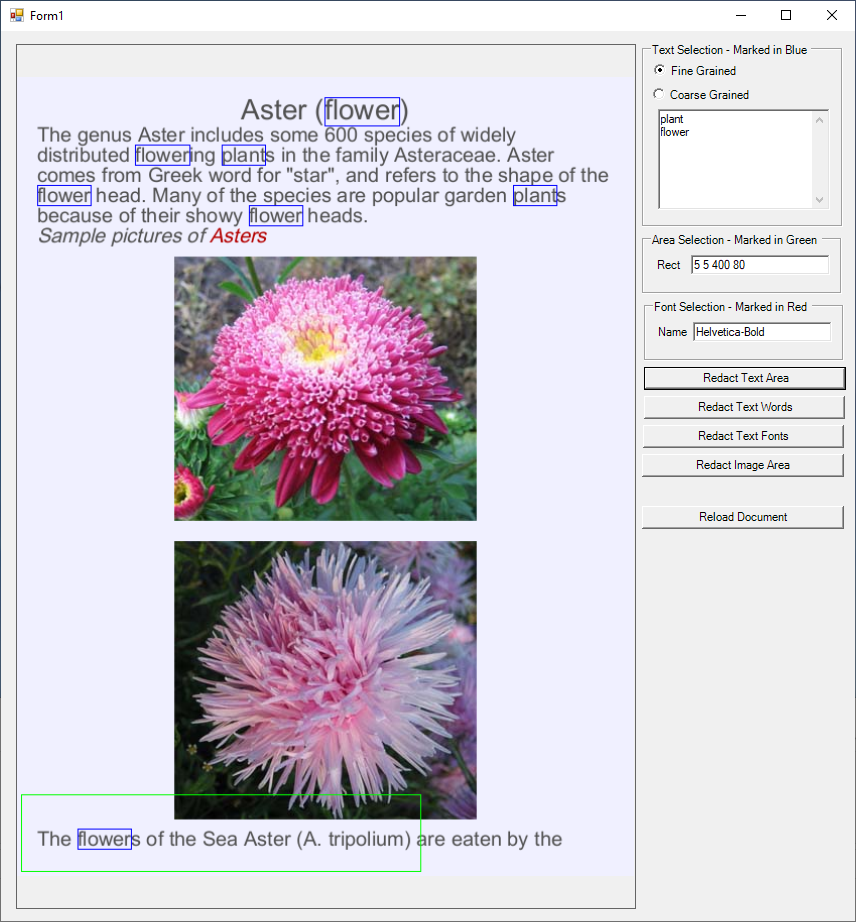 Form1
Aster (flower)
The genus Aster includes some 600 species of widely
distributed flowering plants in the family Asteraceae. Aster
comes from Greek word for "star", and refers to the shape of the
flower head. Many of the species are popular garden plants
because of their showy flower heads.
Sample pictures of Asters
The flowers of the Sea Aster (A. tripolium) are eaten by the
Text Selection - Marked in Blue
Fine Grained
Coarse Grained
plant
flower
Area Selection - Marked in Green
Rect 5 5 400 80
Font Selection - Marked in Red
Name Helvetica-Bold
Redact Text Area
Redact Text Words
Redact Text Fonts
Redact Image Area
Reload Document